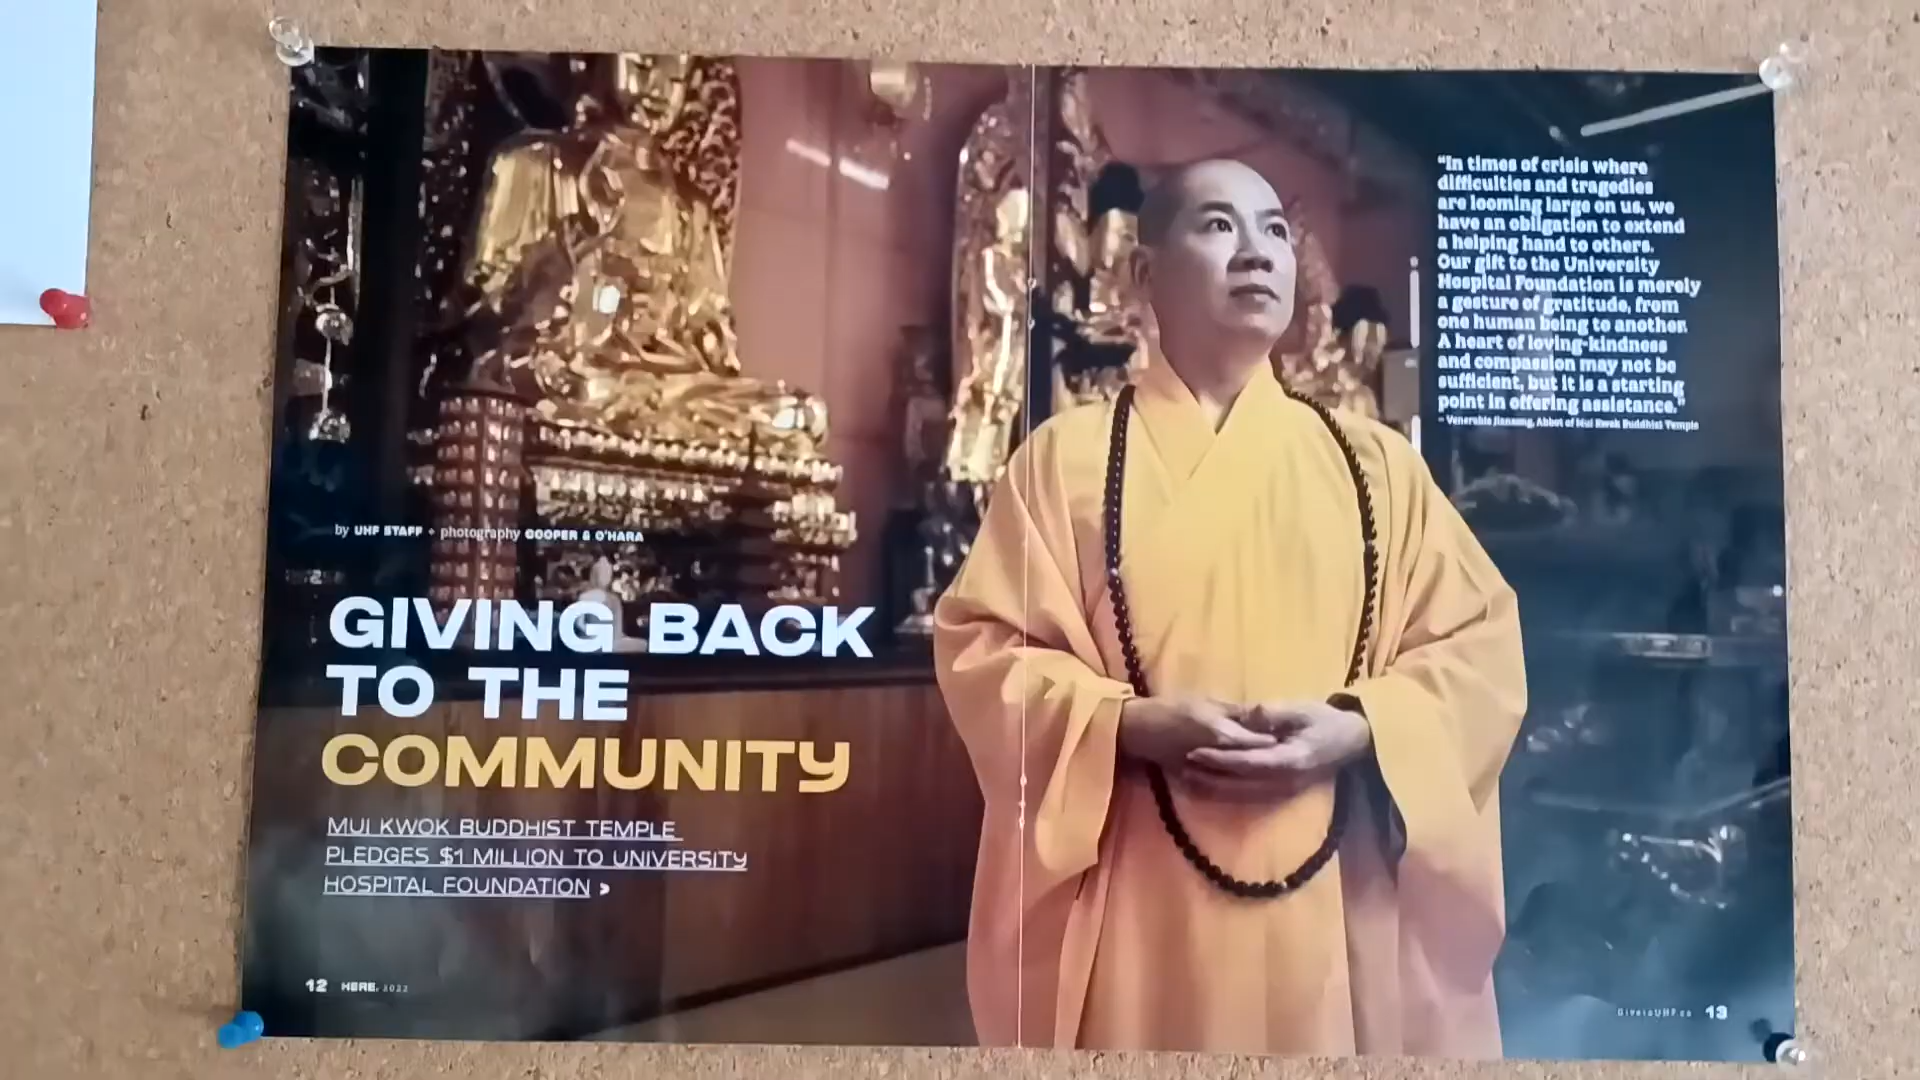 by UHF STAFF + photography COOPER & O'HARA
GIVING BACK
TO THE
COMMUNITY
MUI KWOK BUDDHIST TEMPLE
PLEDGES $1 MILLION TO UNIVERSITY
HOSPITAL FOUNDATION >
12 HERE. 2022
“In times of crisis where
difficulties and tragedies
are looming large on us, we
have an obligation to extend
a helping hand to others.
Our gift to the University
Hospital Foundation is merely
a gesture of gratitude, from
one human being to another.
A heart of loving-kindness
and compassion may not be
sufficient, but it is a starting
point in offering assistance.”
– Venerable Abbot of Mui Kwok Buddhist Temple
GivetoUHF.ca 13